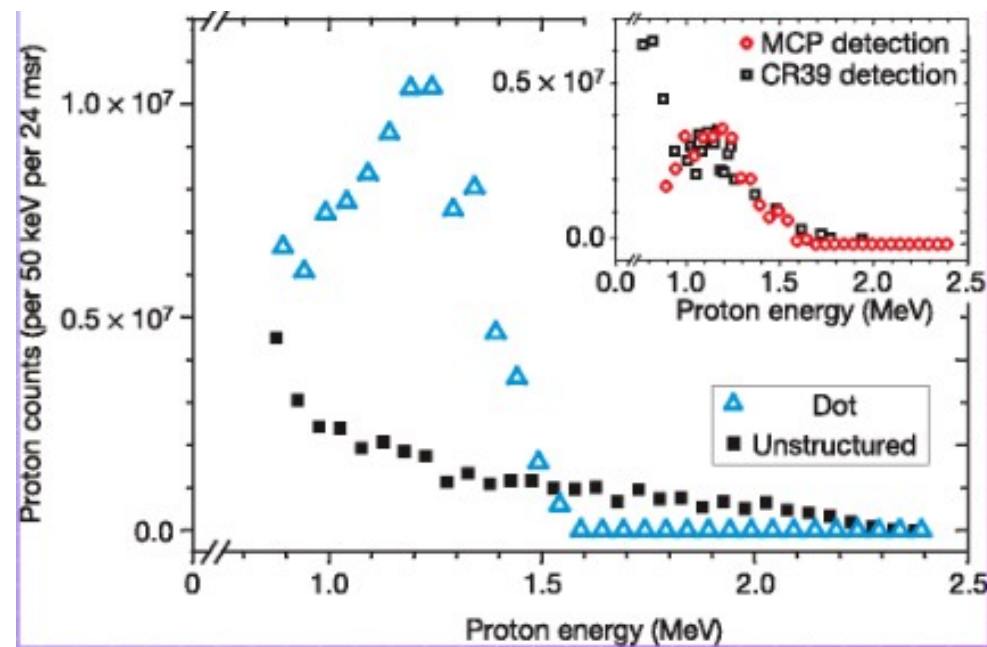 Proton counts (per 50 keV per 24 msr)
1.0 × 10⁷
0.5 × 10⁷
0.0
0
1.0
1.5
2.0
2.5
Proton energy (MeV)
Dot
Unstructured
MCP detection
CR39 detection
0.5 × 10⁷
0.0
0.0
1.0
1.5
2.0
2.5
Proton energy (MeV)